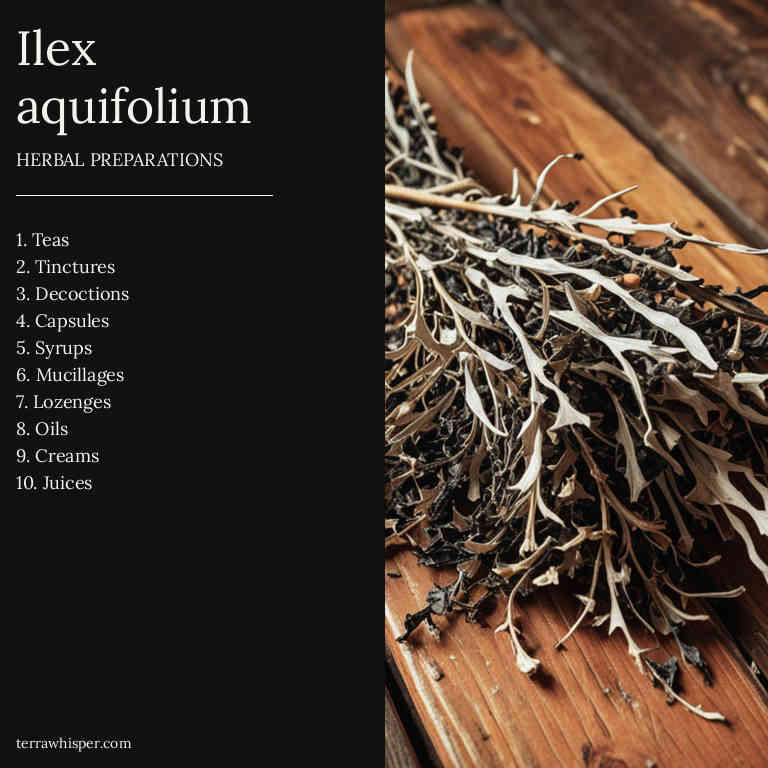 Ilex
aquifolium
HERBAL PREPARATIONS
1. Teas
2. Tinctures
3. Decoctions
4. Capsules
5. Syrups
6. Mucillages
7. Lozenges
8. Oils
9. Creams
10. Juices
terrawhisper.com